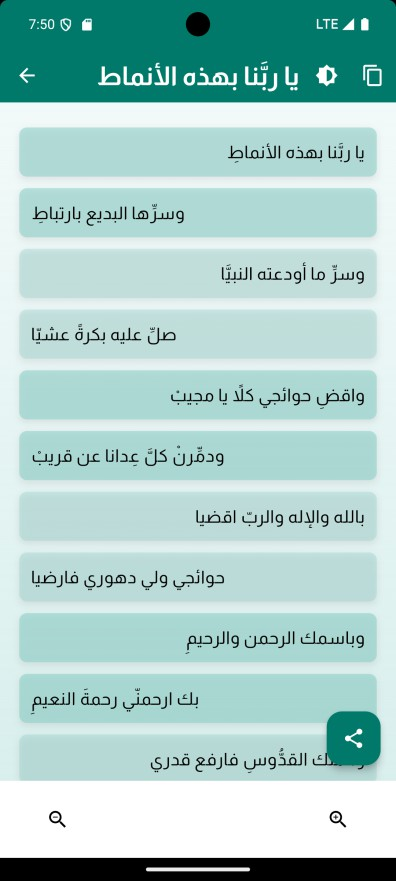 7:50 LTE
يا ربَّنا بهذه الأنماط
يا ربَّنا بهذه الأنماطِ
وسرِّها البديع بارتباطِ
وسرِّ ما أودعته النبيَّا
صلِّ عليه بكرةً عشيّا
واقضِ حوائجي كلًّا يا مجيبْ
ودمِّرنْ كلَّ عِدانا عن قريبْ
بالله والإله والربّ اقضيا
حوائجي ولي دهوري فارضيا
وباسمك الرحمن والرحيمِ
بك ارحمنّي رحمةَ النعيمِ
القدُّوسِ فارفع قدري